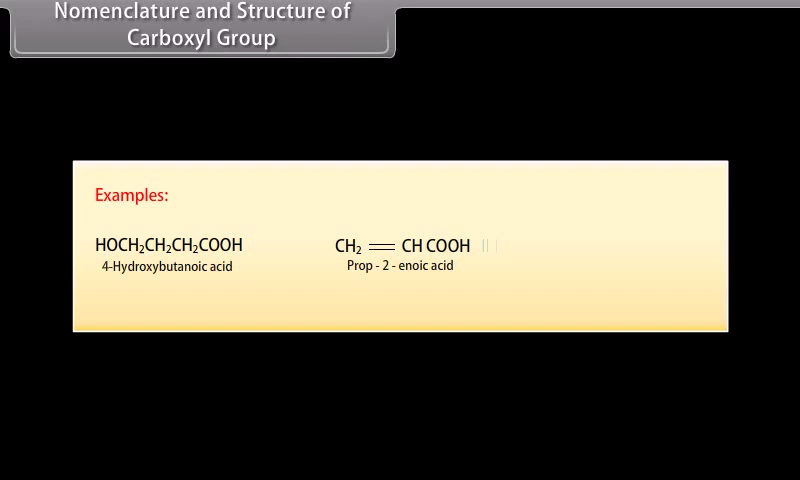 Nomenclature and Structure of
Carboxyl Group
Examples:
HOCH₂CH₂CH₂COOH
4-Hydroxybutanoic acid
CH₂ = CH COOH
Prop - 2 - enoic acid